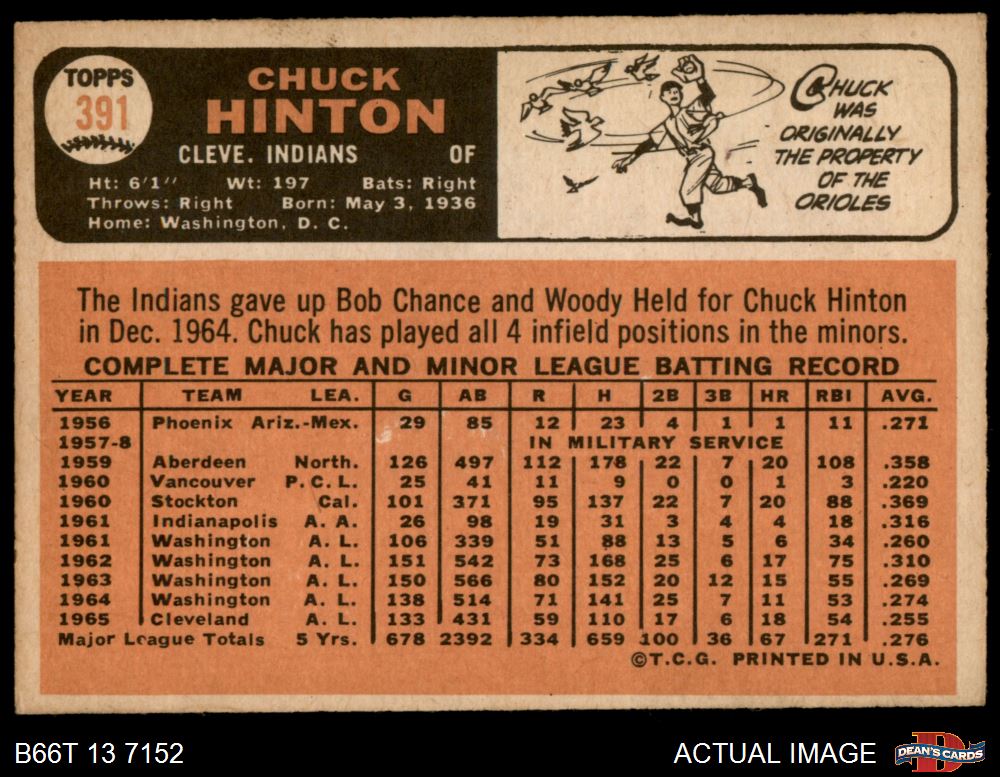 TOPPS
391
CHUCK
HINTON
CLEVE. INDIANS OF
Ht: 6'1" Wt: 197 Bats: Right
Throws: Right Born: May 3, 1936
Home: Washington, D. C.
CHUCK
WAS
ORIGINALLY
THE PROPERTY
OF THE
ORIOLES
The Indians gave up Bob Chance and Woody Held for Chuck Hinton
in Dec. 1964. Chuck has played all 4 infield positions in the minors.
COMPLETE MAJOR AND MINOR LEAGUE BATTING RECORD
YEAR TEAM LEA. G AB R H 2B 3B HR RBI AVG.
1956 Phoenix Ariz.-Mex. 29 85 12 23 4 1 1 11 .271
1957-8 IN MILITARY SERVICE
1959 Aberdeen North. 126 497 112 178 22 7 20 108 .358
1960 Vancouver P.C.L. 25 41 11 9 0 0 1 3 .220
1960 Stockton Cal. 101 371 95 137 22 7 20 88 .369
1961 Indianapolis A. A. 26 98 19 31 3 4 4 18 .316
1961 Washington A. L. 106 339 51 88 13 5 6 34 .260
1962 Washington A. L. 151 542 73 168 25 6 17 75 .310
1963 Washington A. L. 150 566 80 152 20 12 15 55 .269
1964 Washington A. L. 138 514 71 141 25 7 11 53 .274
1965 Cleveland A. L. 133 431 59 110 17 6 18 54 .255
Major League Totals 5 Yrs. 678 2392 334 659 100 36 67 271 .276
©T.C.G. PRINTED IN U.S.A.
B66T 13 7152 ACTUAL IMAGE DEAN'S CARDS